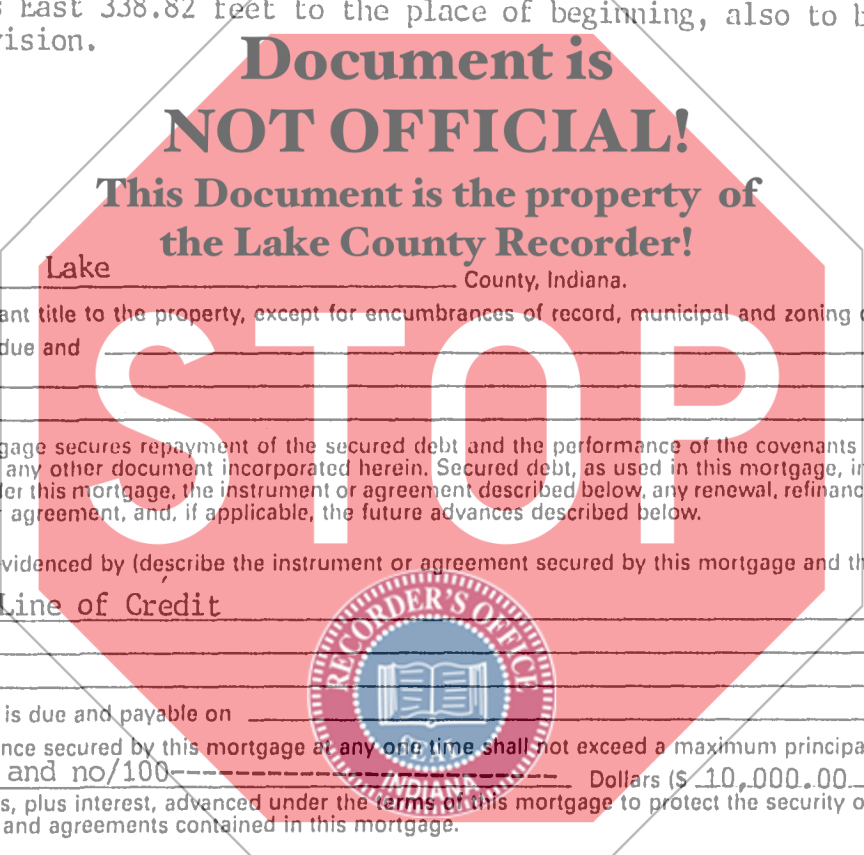 East 338.82 feet to the place of beginning, also to b
ision.
Document is
NOT OFFICIAL!
This Document is the property of
the Lake County Recorder!
Lake County, Indiana.
ant title to the property, except for encumbrances of record, municipal and zoning
due and
STOP
gage secures repayment of the secured debt and the performance of the covenants
any other document incorporated herein. Secured debt, as used in this mortgage, in
er this mortgage, the instrument or agreement described below, any renewal, refinanc
agreement, and, if applicable, the future advances described below.
videnced by (describe the instrument or agreement secured by this mortgage and th
Line of Credit
RECORDER'S OFFICE
SEAL
INDIANA
is due and payable on
nce secured by this mortgage at any one time shall not exceed a maximum principa
and no/100-------------------------------- Dollars ($ 10,000.00
s, plus interest, advanced under the terms of this mortgage to protect the security o
and agreements contained in this mortgage.